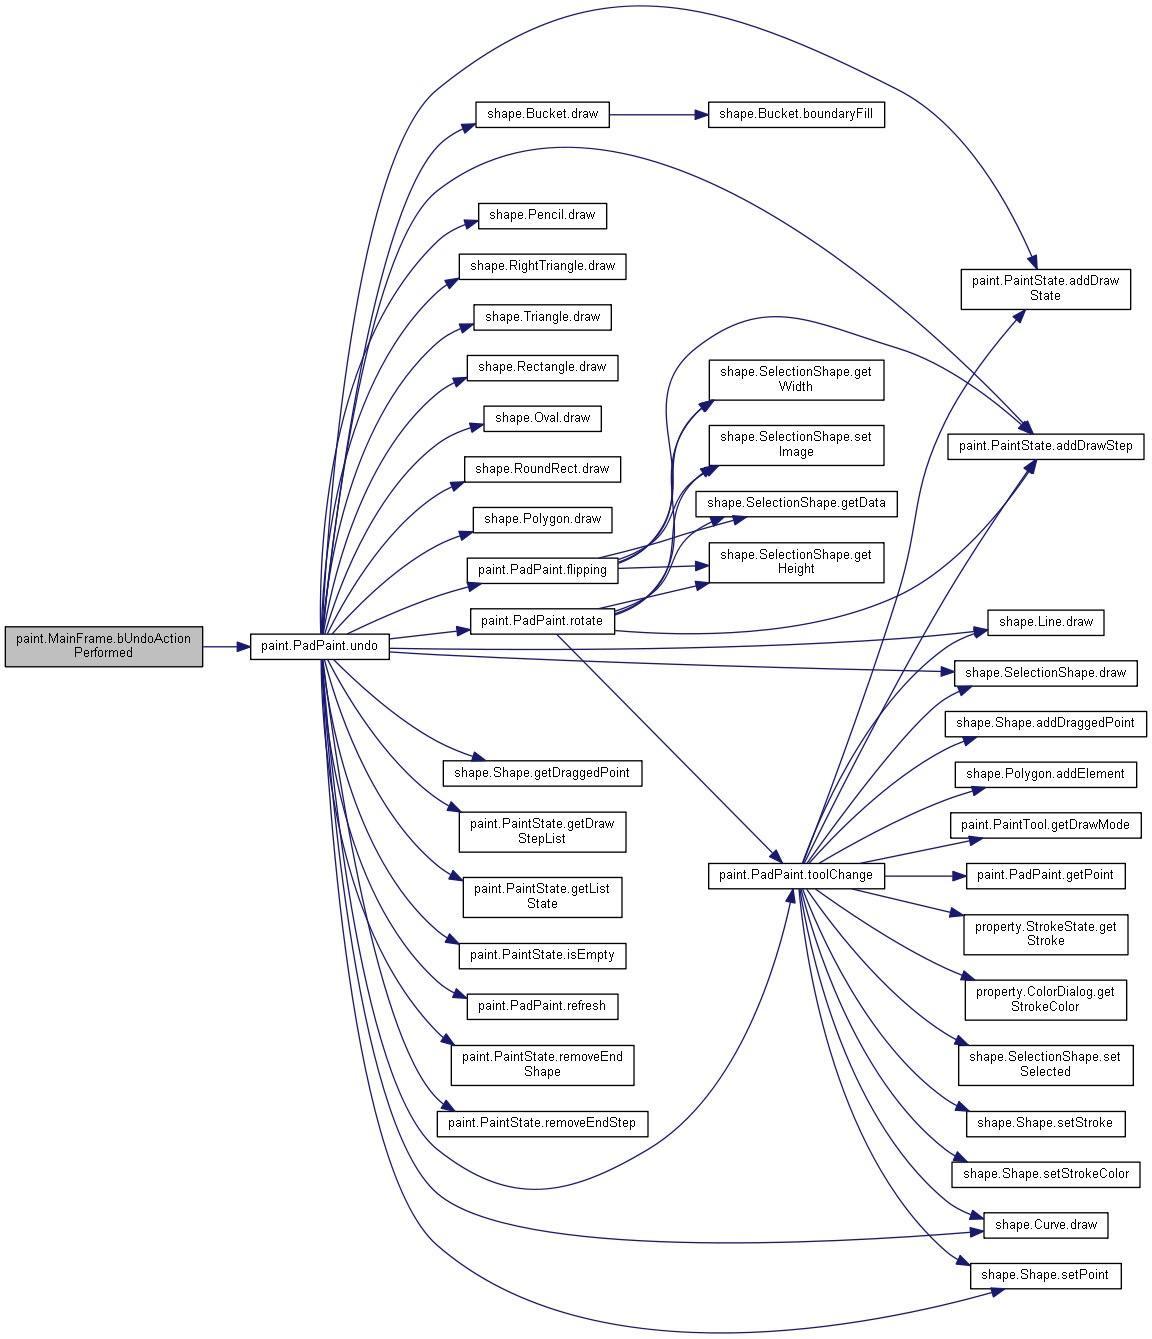 paint.MainFrame.bUndoAction
Performed
paint.PadPaint.undo
shape.Bucket.draw
shape.Pencil.draw
shape.RightTriangle.draw
shape.Triangle.draw
shape.Rectangle.draw
shape.Oval.draw
shape.RoundRect.draw
shape.Polygon.draw
paint.PadPaint.flipping
paint.PadPaint.rotate
shape.Shape.getDraggedPoint
paint.PaintState.getDraw
StepList
paint.PaintState.getList
State
paint.PaintState.isEmpty
paint.PadPaint.refresh
paint.PaintState.removeEnd
Shape
paint.PaintState.removeEndStep
shape.Bucket.boundaryFill
shape.SelectionShape.get
Width
shape.SelectionShape.set
Image
shape.SelectionShape.getData
shape.SelectionShape.get
Height
paint.PadPaint.toolChange
paint.PaintState.addDraw
State
paint.PaintState.addDrawStep
shape.Line.draw
shape.SelectionShape.draw
shape.Shape.addDraggedPoint
shape.Polygon.addElement
paint.PaintTool.getDrawMode
paint.PadPaint.getPoint
property.StrokeState.get
Stroke
property.ColorDialog.get
StrokeColor
shape.SelectionShape.set
Selected
shape.Shape.setStroke
shape.Shape.setStrokeColor
shape.Curve.draw
shape.Shape.setPoint